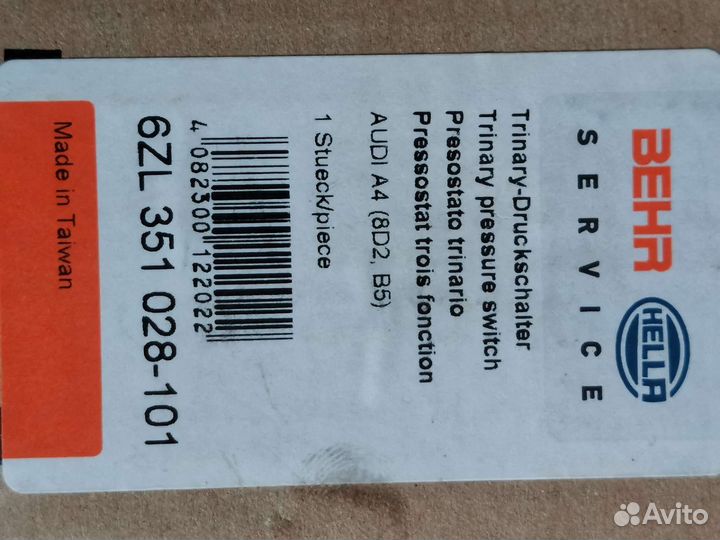 BEHR
HELLA
SERVICE
Trinary-Druckschalter
Trinary pressure switch
Presostato trinario
Pressostat trois fonction
AUDI A4 (8D2, B5)
1 Stueck/piece
4 082300 122022
6ZL 351 028-101
Made in Taiwan
Avito